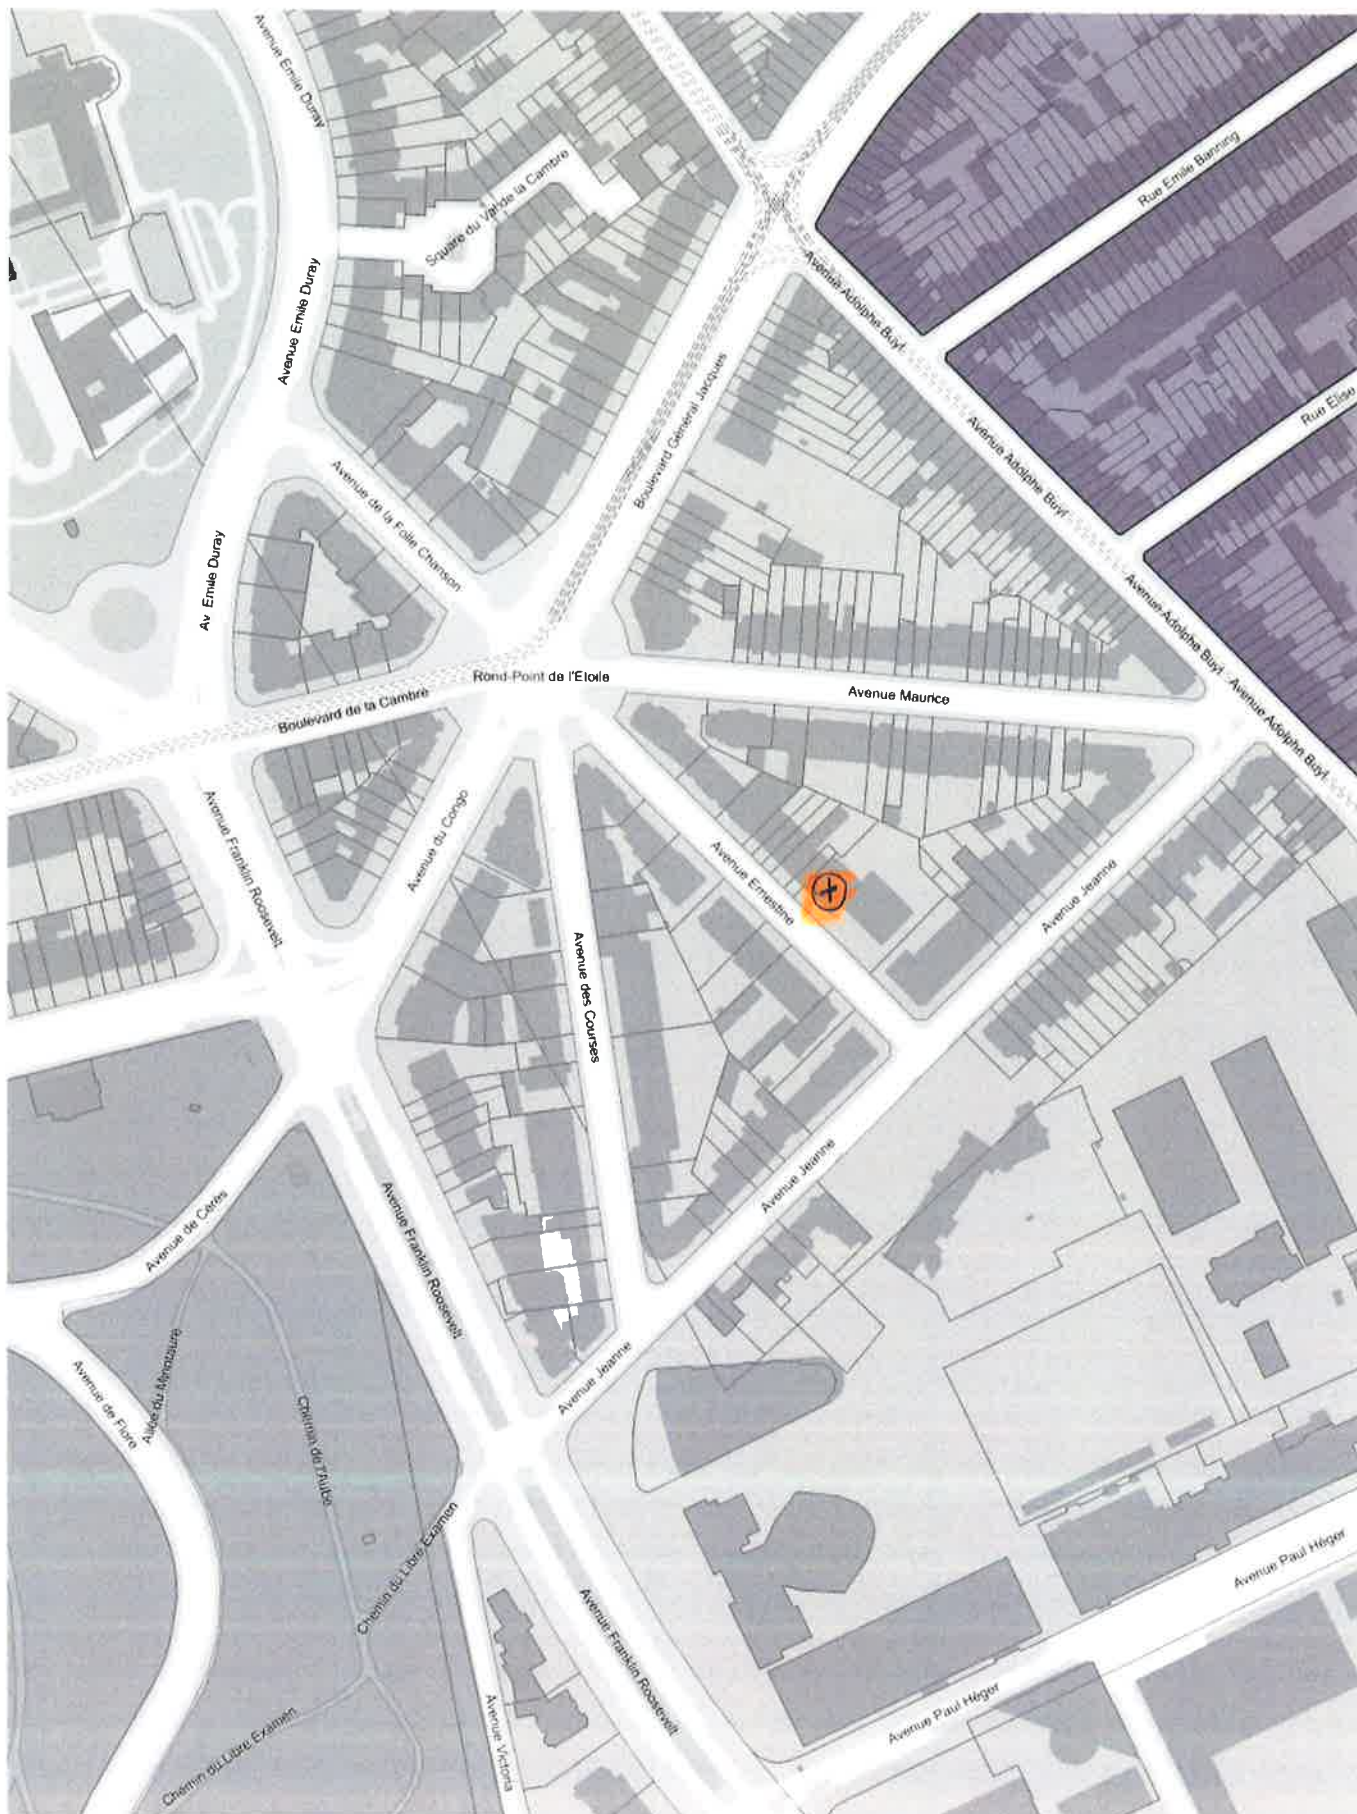 Avenue Emile Duray
Rue Emile Banning
Square du Val de la Cambre
Avenue Adolphe Buyl
Avenue Emile Duray
Rue Elise
Boulevard Général Jacques
Avenue Adolphe Buyl
Avenue de la Folle Chanson
Av Emile Duray
Avenue Adolphe Buyl
Avenue Adolphe Buyl
Rond-Point de l'Etoile
Avenue Maurice
Boulevard de la Cambre
Avenue Franklin Roosevelt
Avenue du Congo
Avenue Ernestine
+
Avenue Jeanne
Avenue des Courses
Avenue Jeanne
Avenue de Cérès
Avenue Franklin Roosevelt
Allée du Minotaure
Avenue de Flore
Avenue Jeanne
Chemin de l'Aube
Chemin du Libre Examen
Avenue Paul Héger
Avenue Franklin Roosevelt
Avenue Paul Héger
Avenue Victoria
Chemin du Libre Examen